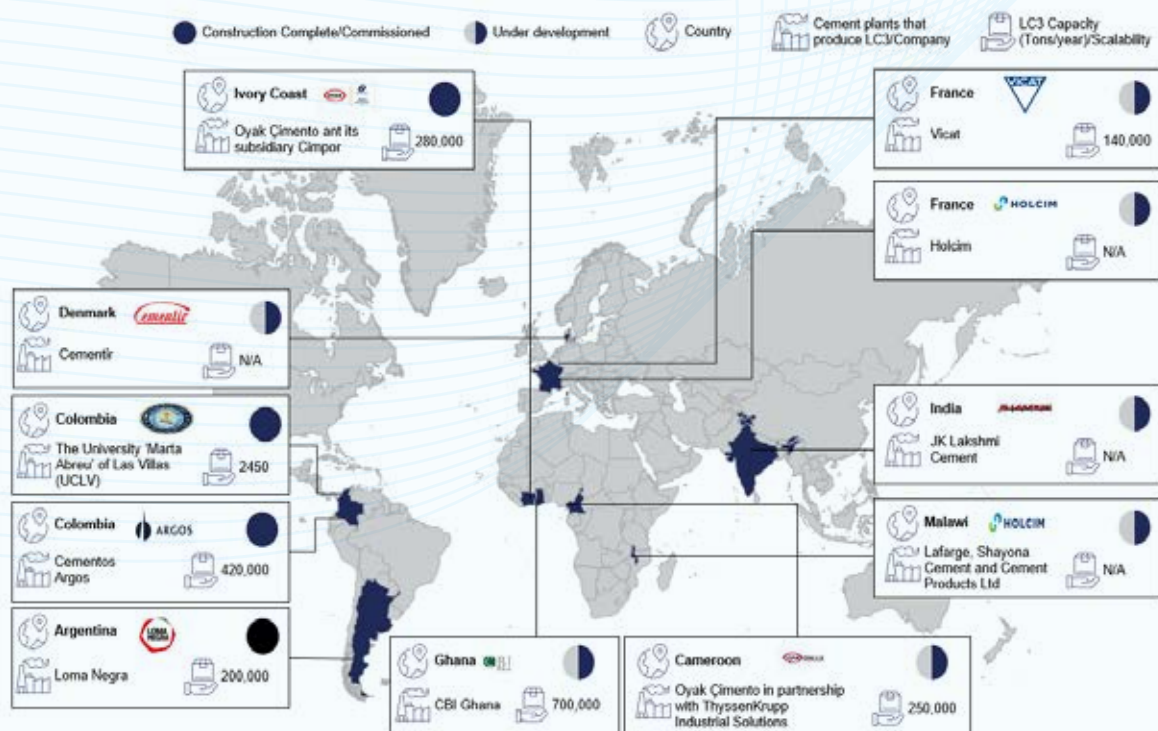 Construction Complete/Commissioned
Under development
Country
Cement plants that
produce LC3/Company
LC3 Capacity
(Tons/year)/Scalability
Ivory Coast
Oyak Çimento ant its
subsidiary Cimpor
280,000
France
VICAT
Vicat
140,000
France
HOLCIM
Holcim
N/A
Denmark
Cementir
Cementir
N/A
Colombia
The University 'Marta
Abreu' of Las Villas
(UCLV)
2450
Colombia
ARGOS
Cementos
Argos
420,000
Argentina
LOMA
NEGRA
Loma Negra
200,000
India
JK Lakshmi
Cement
N/A
Malawi
HOLCIM
Lafarge, Shayona
Cement and Cement
Products Ltd
N/A
Ghana
CBI Ghana
700,000
Cameroon
Oyak Çimento in partnership
with ThyssenKrupp
Industrial Solutions
250,000